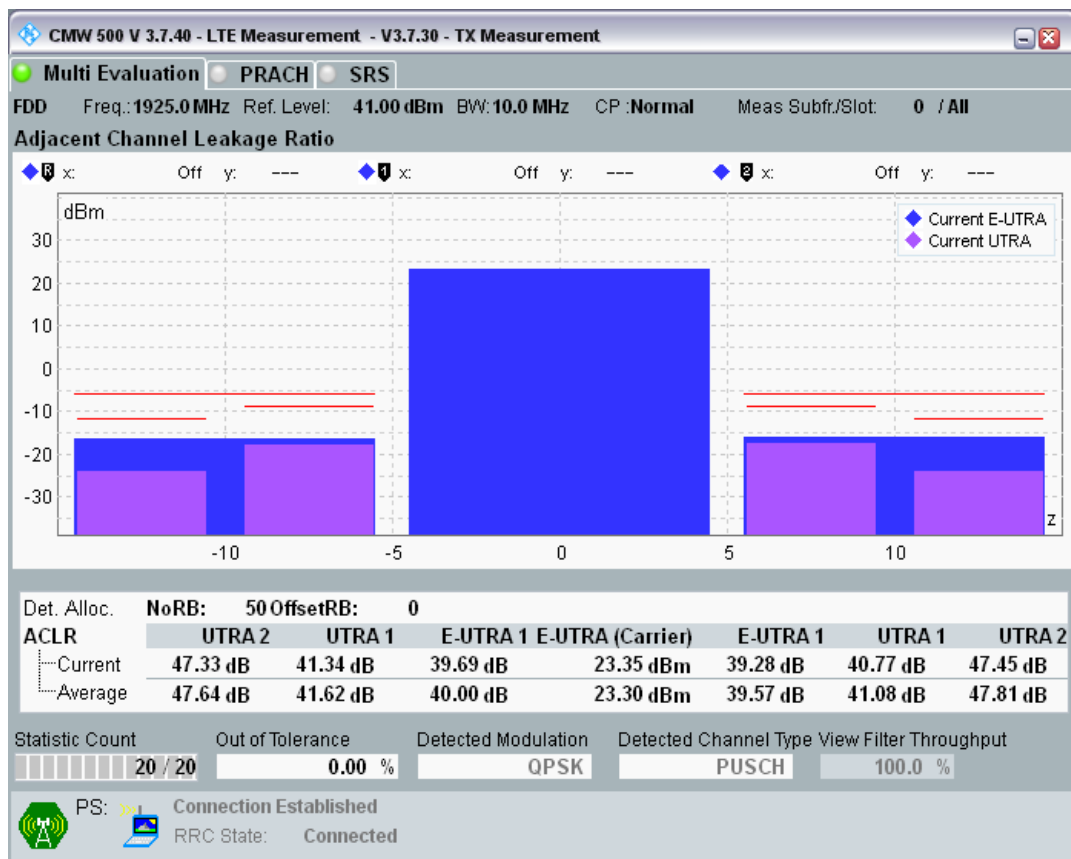 CMW 500 V 3.7.40 - LTE Measurement - V3.7.30 - TX Measurement
Multi Evaluation PRACH SRS
FDD Freq.: 1925.0 MHz Ref. Level: 41.00 dBm BW: 10.0 MHz CP :Normal Meas Subfr./Slot: 0 / All
Adjacent Channel Leakage Ratio
R x: Off y: --- 1 x: Off y: --- 2 x: Off y: ---
dBm
Current E-UTRA
Current UTRA
30
20
10
0
-10
-20
-30
z
-10 -5 0 5 10
Det. Alloc. NoRB: 50 OffsetRB: 0
ACLR UTRA 2 UTRA 1 E-UTRA 1 E-UTRA (Carrier) E-UTRA 1 UTRA 1 UTRA 2
Current 47.33 dB 41.34 dB 39.69 dB 23.35 dBm 39.28 dB 40.77 dB 47.45 dB
Average 47.64 dB 41.62 dB 40.00 dB 23.30 dBm 39.57 dB 41.08 dB 47.81 dB
Statistic Count Out of Tolerance Detected Modulation Detected Channel Type View Filter Throughput
20 / 20 0.00 % QPSK PUSCH 100.0 %
PS: Connection Established
RRC State: Connected